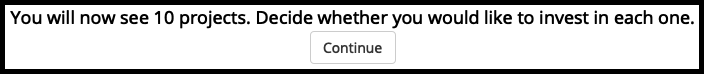 You will now see 10 projects. Decide whether you would like to invest in each one.
Continue